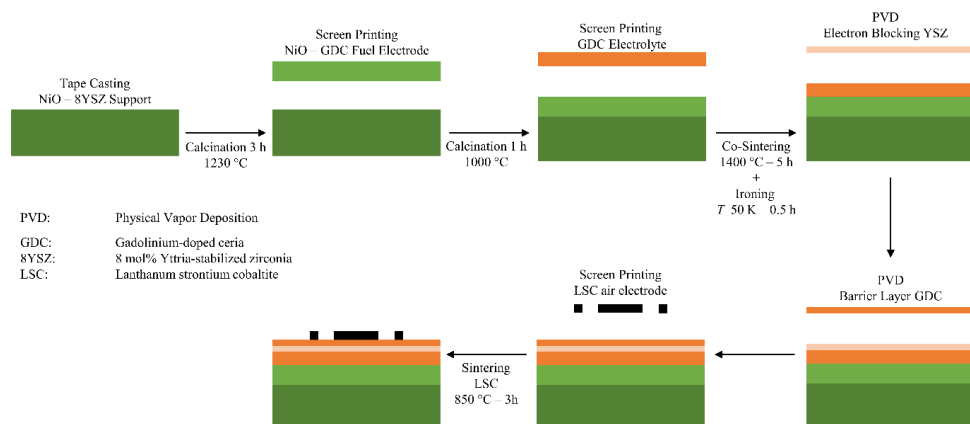 Tape Casting
NiO – 8YSZ Support
Calcination 3 h
1230 °C
Screen Printing
NiO – GDC Fuel Electrode
Calcination 1 h
1000 °C
Screen Printing
GDC Electrolyte
Co-Sintering
1400 °C – 5 h
+
Ironing
T 50 K 0.5 h
PVD
Electron Blocking YSZ
PVD
Barrier Layer GDC
Screen Printing
LSC air electrode
Sintering
LSC
850 °C – 3h
PVD: Physical Vapor Deposition
GDC: Gadolinium-doped ceria
8YSZ: 8 mol% Yttria-stabilized zirconia
LSC: Lanthanum strontium cobaltite